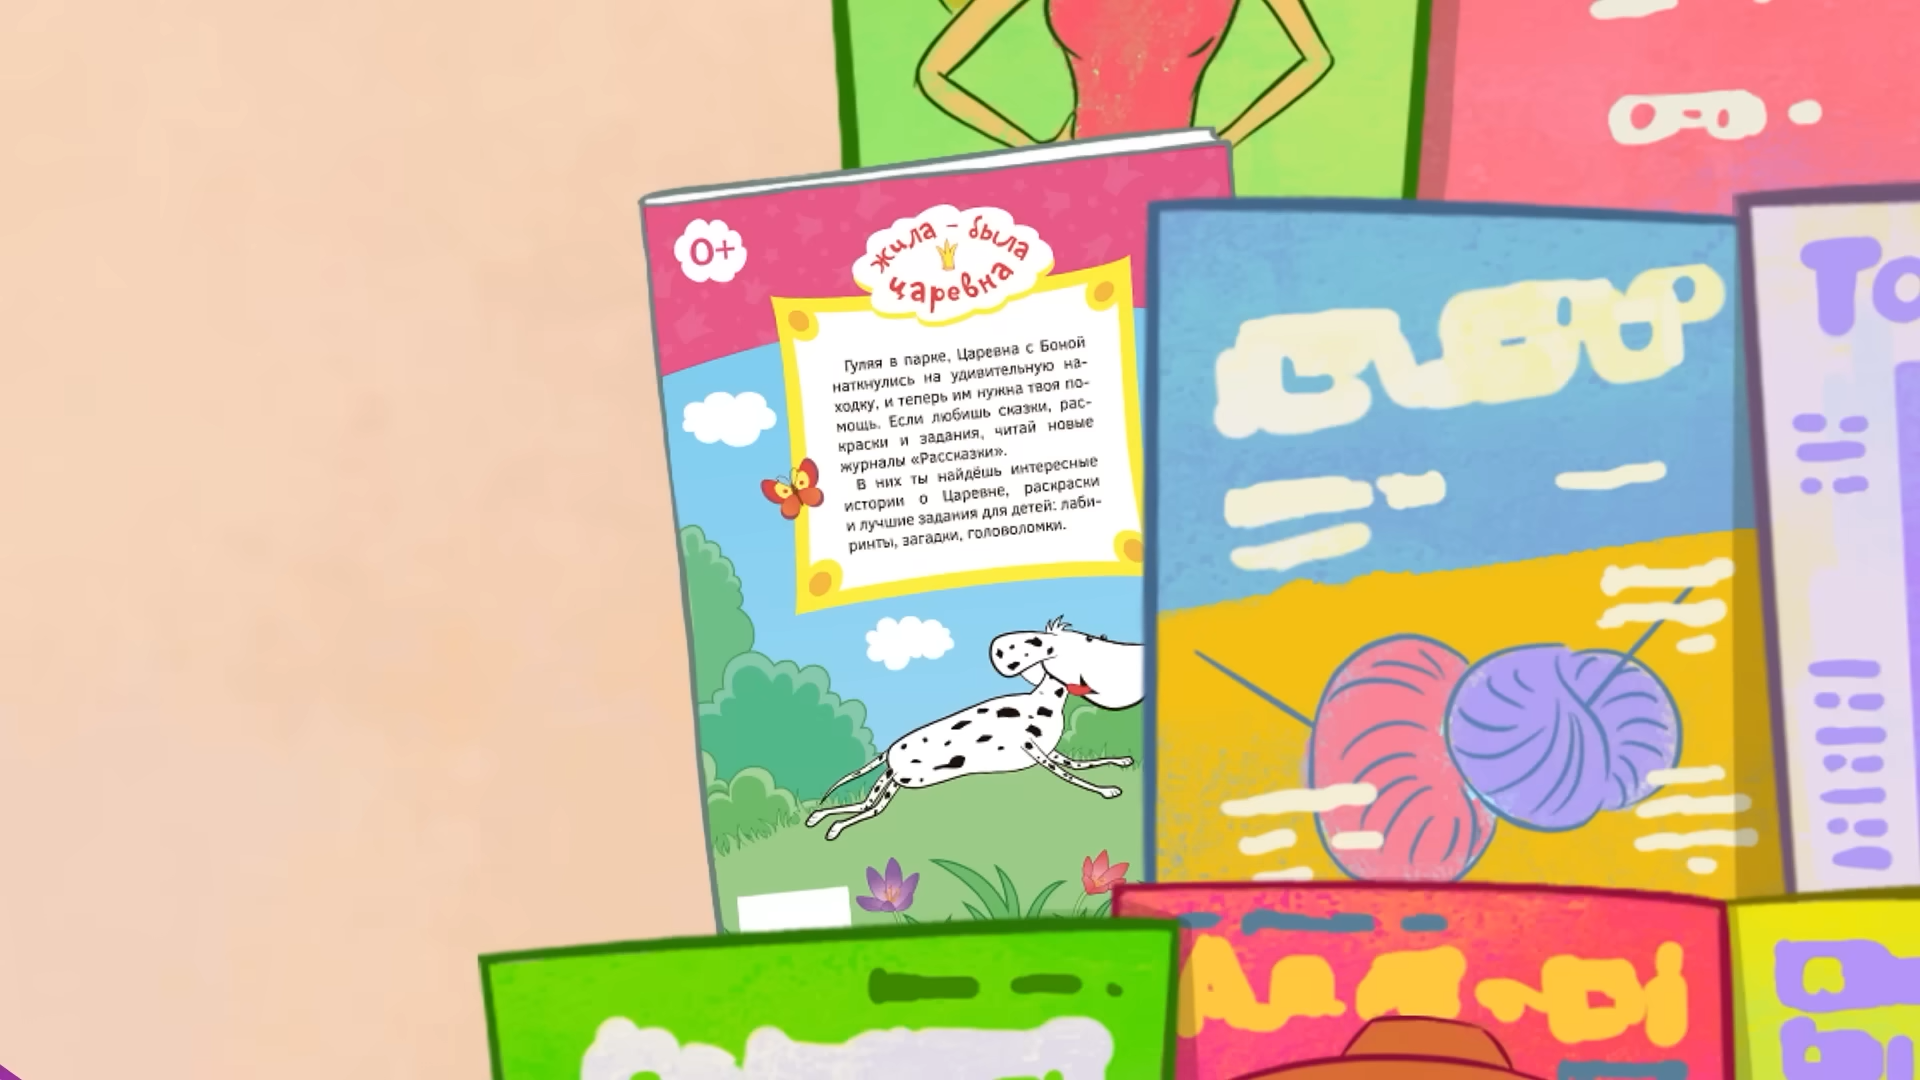 0+
жила - была
царевна
Гуляя в парке, Царевна с Боной
наткнулись на удивительную на-
ходку, и теперь им нужна твоя по-
мощь. Если любишь сказки, рас-
краски и задания, читай новые
журналы «Рассказки».
В них ты найдёшь интересные
истории о Царевне, раскраски
и лучшие задания для детей: лаби-
ринты, загадки, головоломки.